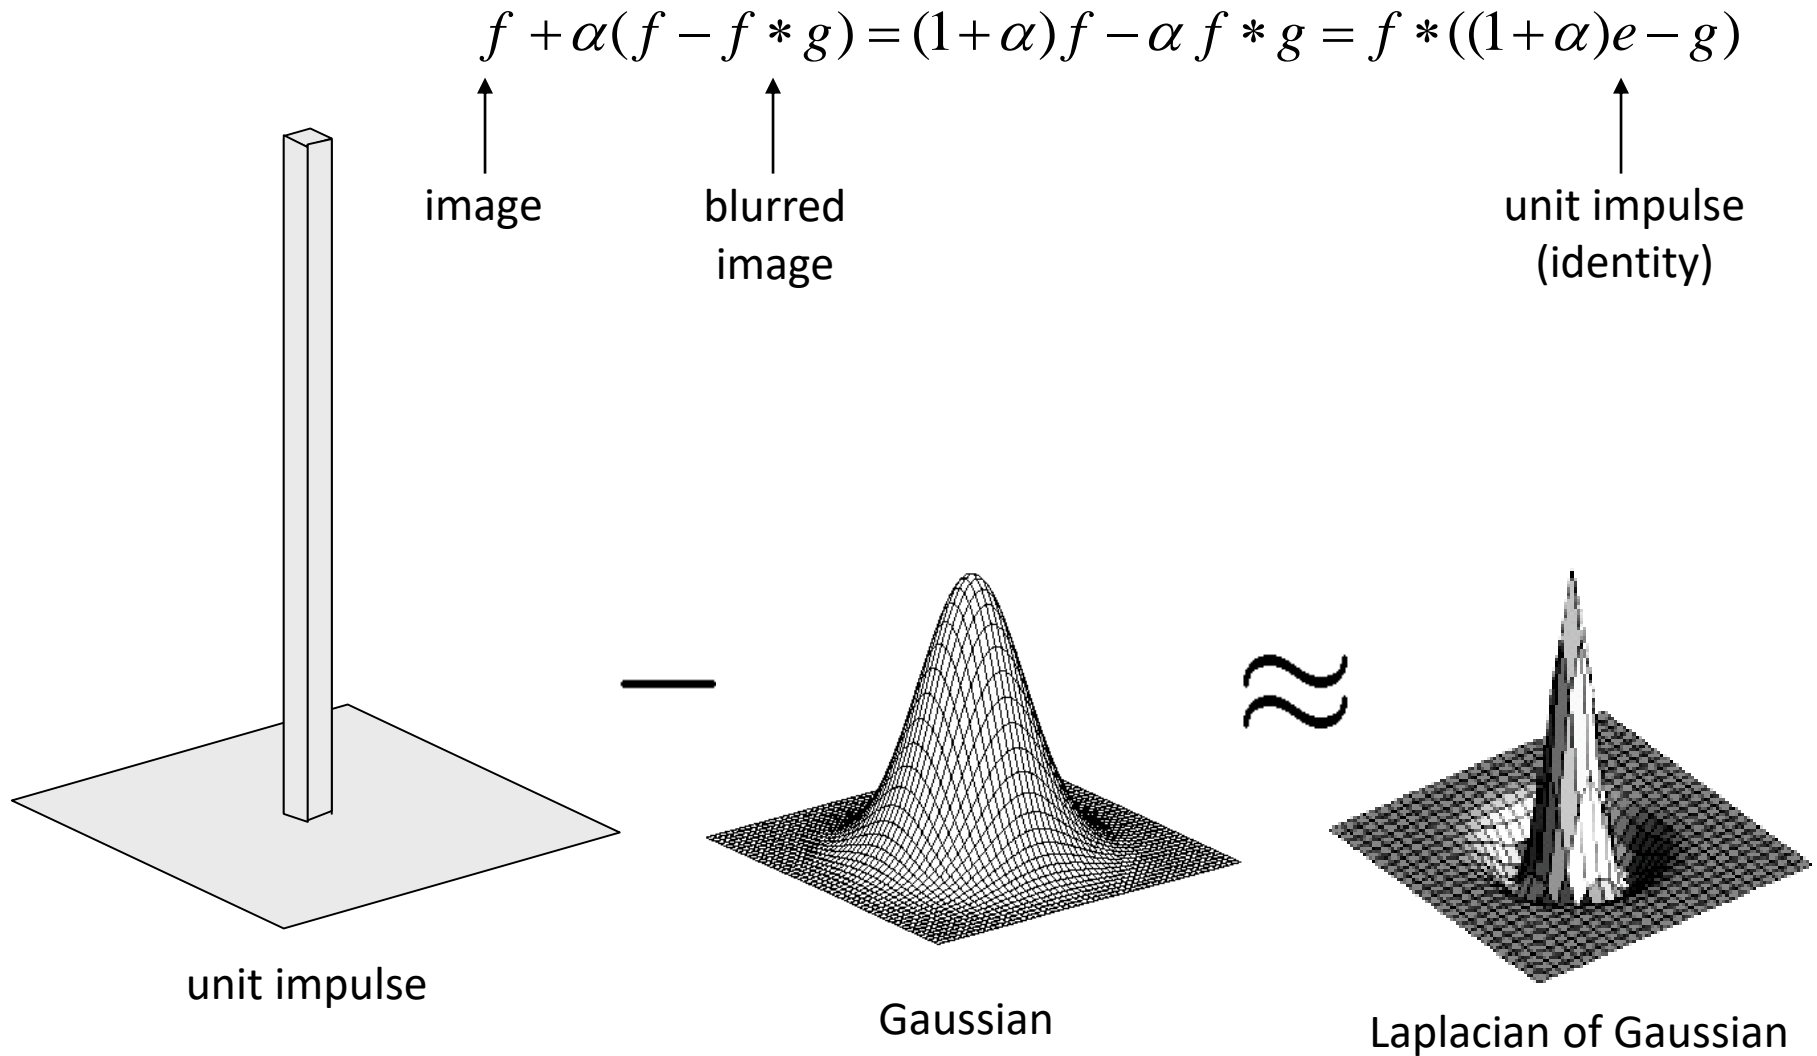 f + α(f − f * g) = (1+α)f − α f * g = f *((1+α)e − g)
image
blurred
image
unit impulse
(identity)
unit impulse
Gaussian
Laplacian of Gaussian